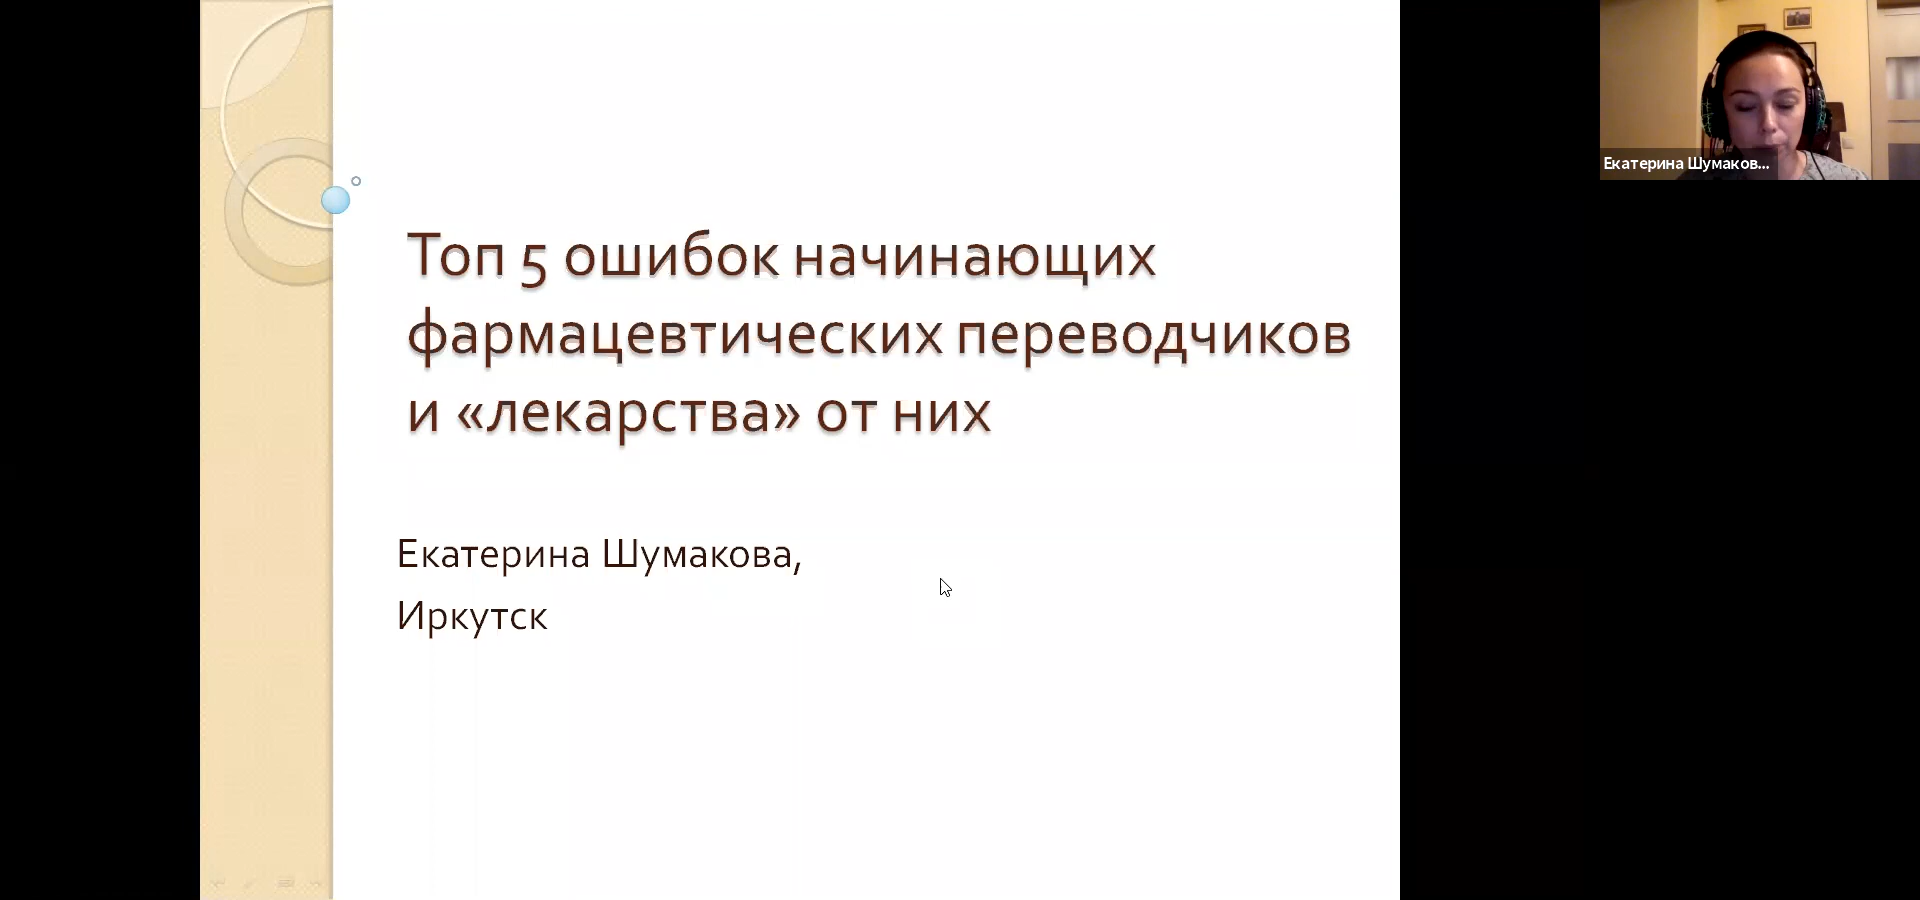 Топ 5 ошибок начинающих
фармацевтических переводчиков
и «лекарства» от них
Екатерина Шумакова,
Иркутск
Екатерина Шумаков...